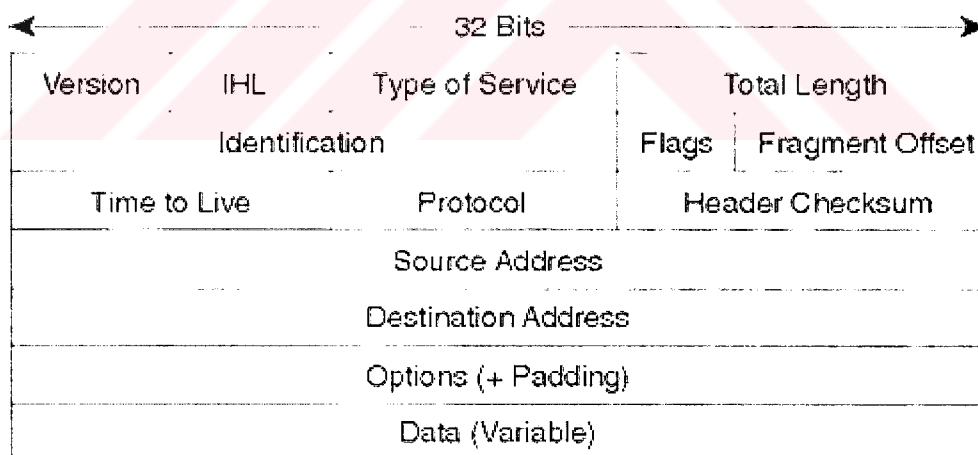 32 Bits
Version IHL Type of Service Total Length
Identification Flags Fragment Offset
Time to Live Protocol Header Checksum
Source Address
Destination Address
Options (+ Padding)
Data (Variable)